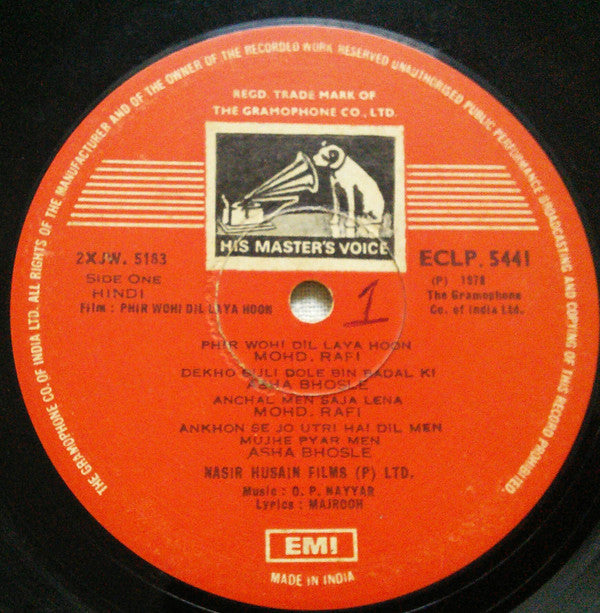 THE GRAMOPHONE CO. OF INDIA LTD. ALL RIGHTS OF THE MANUFACTURER AND OF THE OWNER OF THE RECORDED WORK RESERVED UNAUTHORISED PUBLIC PERFORMANCE BROADCASTING AND COPYING OF THIS RECORD PROHIBITED.
REGD. TRADE MARK OF
THE GRAMOPHONE CO., LTD.
HIS MASTER'S VOICE
2XJW. 5183
SIDE ONE
HINDI
Film : PHIR WOHI DIL LAYA HOON
ECLP. 5441
(P) 1978
The Gramophone
Co. of India Ltd.
1
PHIR WOHI DIL LAYA HOON
MOHD. RAFI
DEKHO BIJLI DOLE BIN BADAL KI
ASHA BHOSLE
ANCHAL MEN SAJA LENA
MOHD. RAFI
ANKHON SE JO UTRI HAI DIL MEN
MUJHE PYAR MEN
ASHA BHOSLE
NASIR HUSAIN FILMS (P) LTD.
Music : O. P. NAYYAR
Lyrics : MAJROOH
EMI
MADE IN INDIA